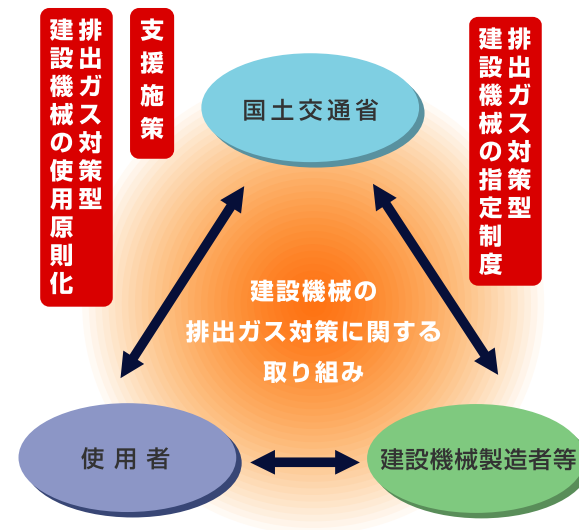 排出ガス対策型
建設機械の使用原則化
支援施策
国土交通省
排出ガス対策型
建設機械の指定制度
建設機械の
排出ガス対策に関する
取り組み
使用者
建設機械製造者等